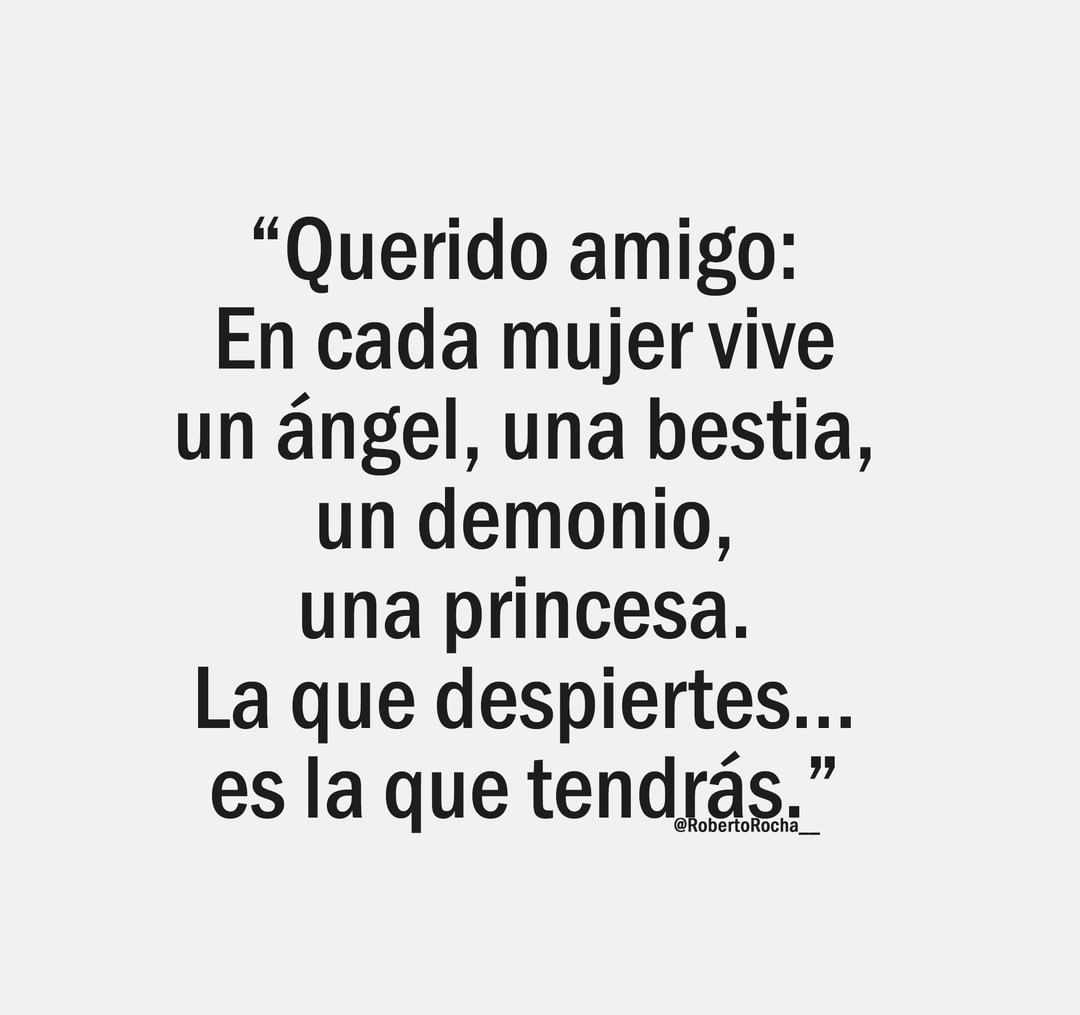 “Querido amigo:
En cada mujer vive
un ángel, una bestia,
un demonio,
una princesa.
La que despiertes...
es la que tendrás.”
@RobertoRocha__